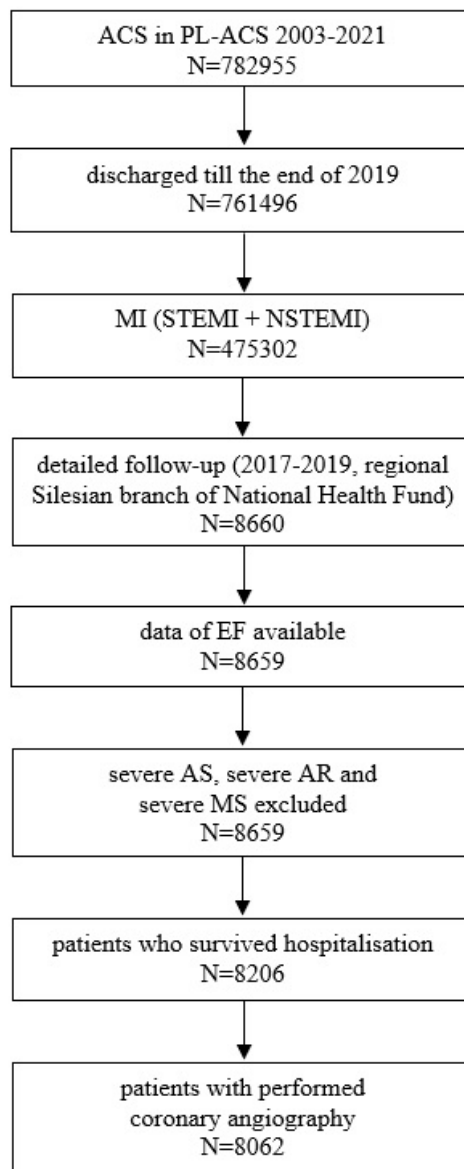 ACS in PL-ACS 2003-2021
N=782955
discharged till the end of 2019
N=761496
MI (STEMI + NSTEMI)
N=475302
detailed follow-up (2017-2019, regional
Silesian branch of National Health Fund)
N=8660
data of EF available
N=8659
severe AS, severe AR and
severe MS excluded
N=8659
patients who survived hospitalisation
N=8206
patients with performed
coronary angiography
N=8062